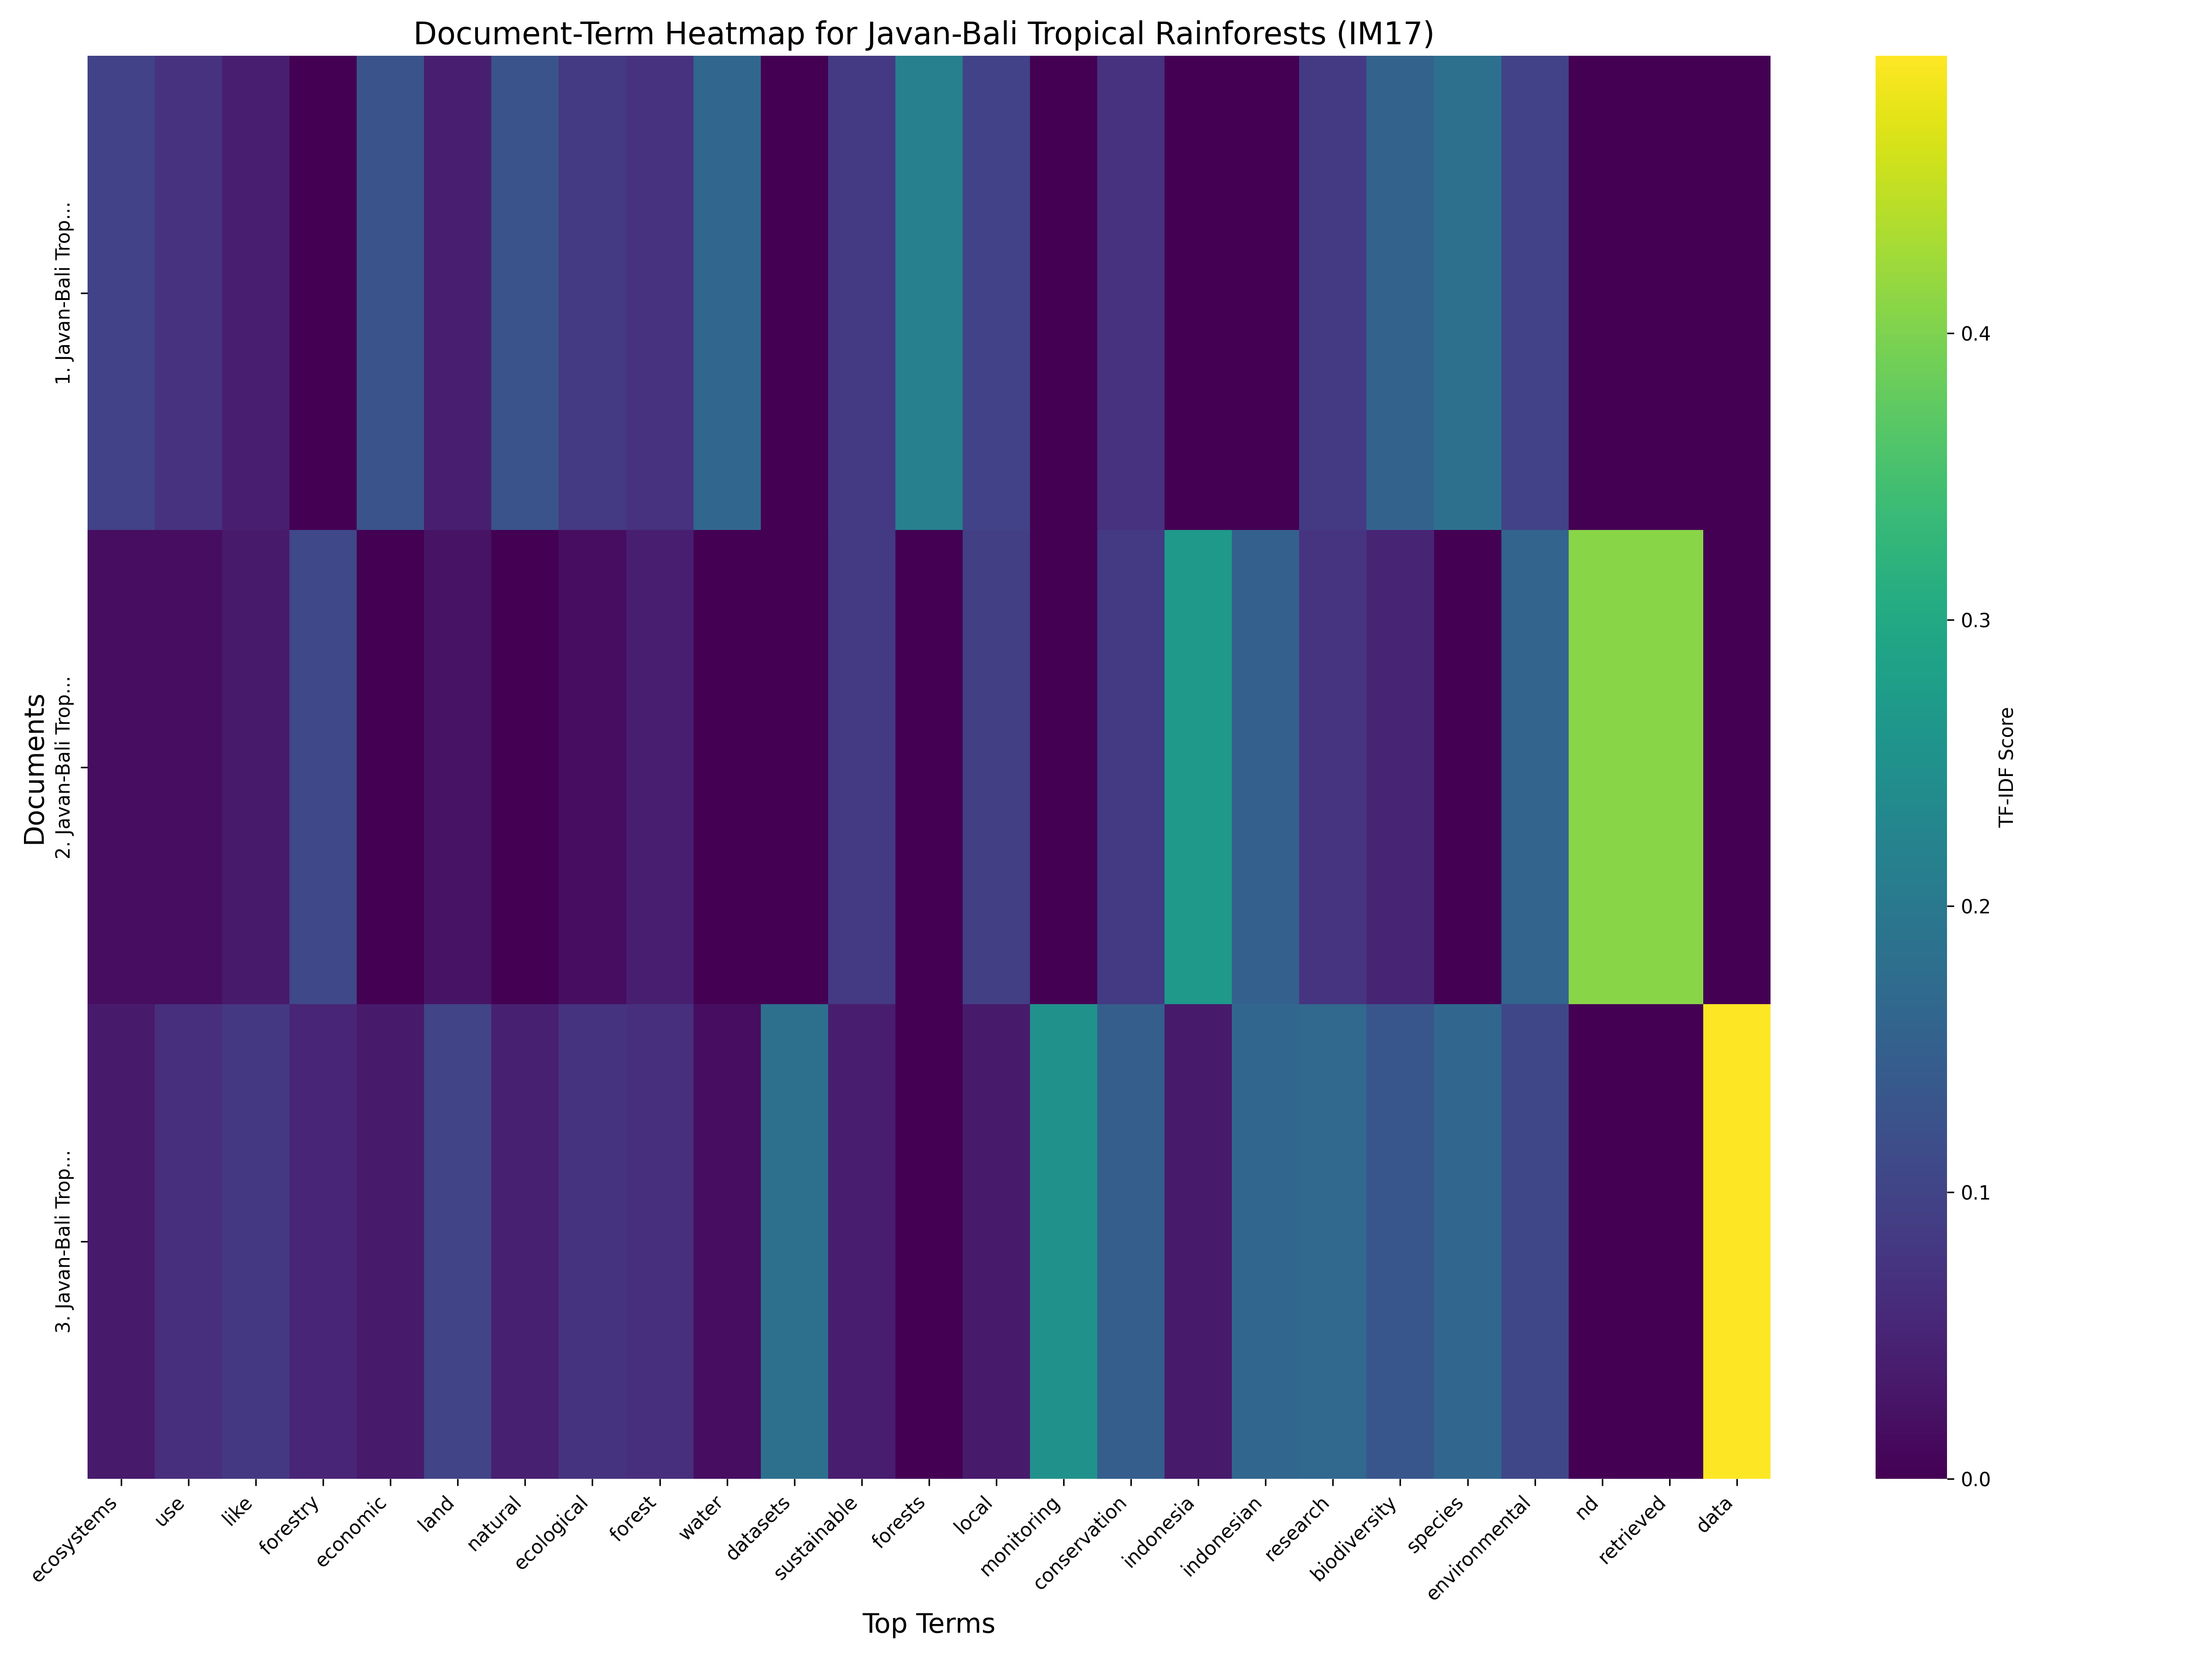 Document-Term Heatmap for Javan-Bali Tropical Rainforests (IM17)
Documents
1. Javan-Bali Trop...
2. Javan-Bali Trop...
3. Javan-Bali Trop...
ecosystems
use
like
forestry
economic
land
natural
ecological
forest
water
datasets
sustainable
forests
local
monitoring
conservation
indonesia
indonesian
research
biodiversity
species
environmental
nd
retrieved
data
Top Terms
0.4
0.3
0.2
0.1
0.0
TF-IDF Score